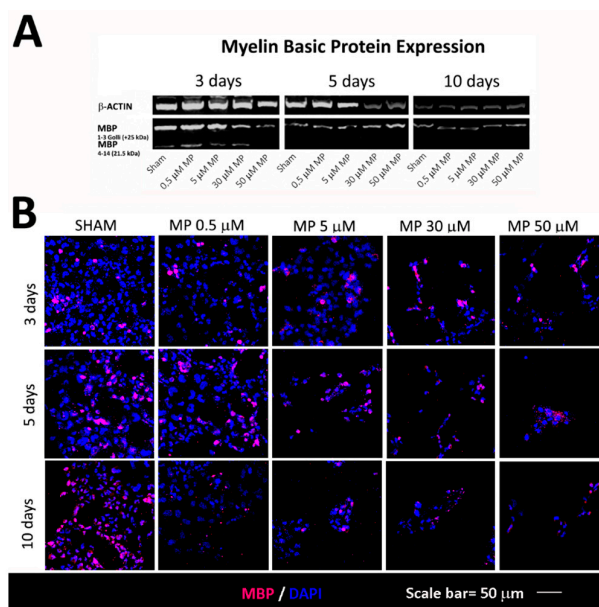 A
Myelin Basic Protein Expression
3 days 5 days 10 days
β-ACTIN
MBP
1-3 Golli (+25 kDa)
MBP
4-14 (21.5 kDa)
Sham 0.5 μM MP 5 μM MP 30 μM MP 50 μM MP Sham 0.5 μM MP 5 μM MP 30 μM MP 50 μM MP Sham 0.5 μM MP 5 μM MP 30 μM MP 50 μM MP
B
SHAM MP 0.5 μM MP 5 μM MP 30 μM MP 50 μM
3 days
5 days
10 days
MBP / DAPI Scale bar= 50 μm